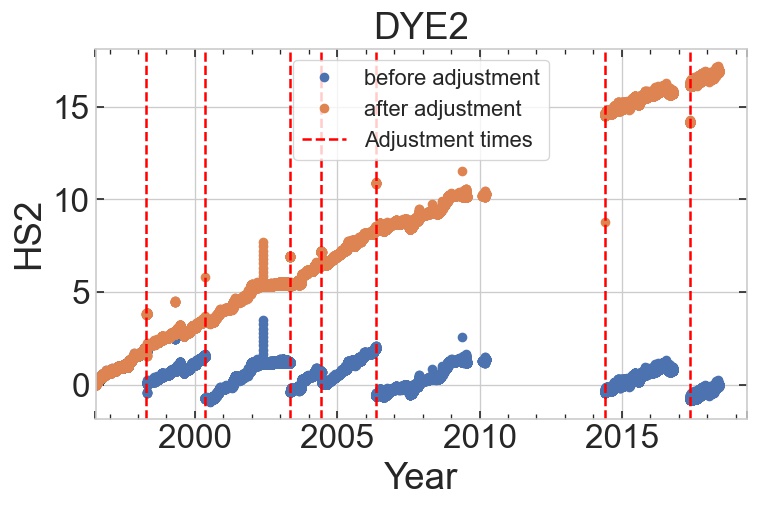 DYE2
before adjustment
after adjustment
Adjustment times
HS2
15
10
5
0
2000 2005 2010 2015
Year